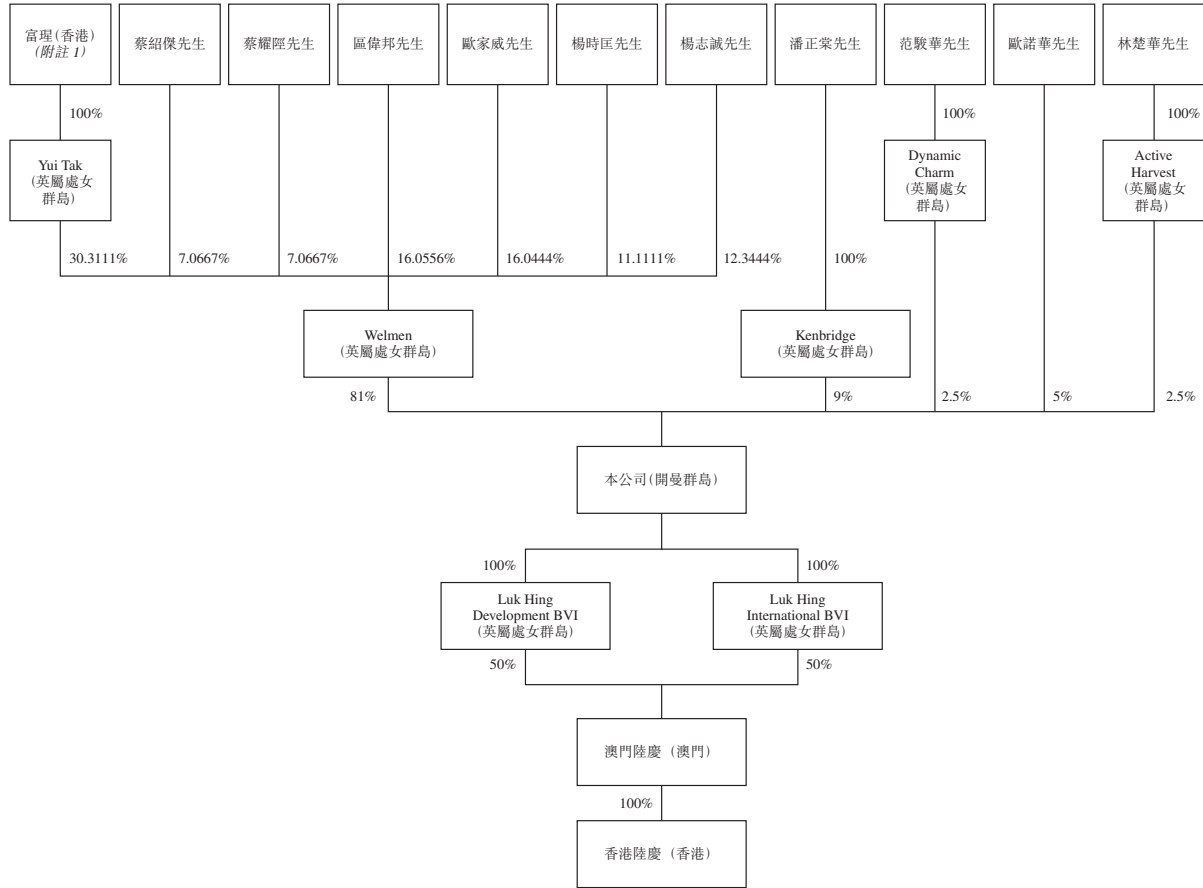 富理(香港)
(附註 1)
蔡紹傑先生
蔡耀陞先生
區偉邦先生
歐家威先生
楊時匡先生
楊志誠先生
潘正棠先生
范駿華先生
歐諾華先生
林楚華先生
100%
100%
100%
Yui Tak
(英屬處女
群島)
Dynamic
Charm
(英屬處女
群島)
Active
Harvest
(英屬處女
群島)
30.3111%
7.0667%
7.0667%
16.0556%
16.0444%
11.1111%
12.3444%
100%
Welmen
(英屬處女群島)
Kenbridge
(英屬處女群島)
81%
9%
2.5%
5%
2.5%
本公司(開曼群島)
100%
100%
Luk Hing
Development BVI
(英屬處女群島)
Luk Hing
International BVI
(英屬處女群島)
50%
50%
澳門陸慶 (澳門)
100%
香港陸慶 (香港)